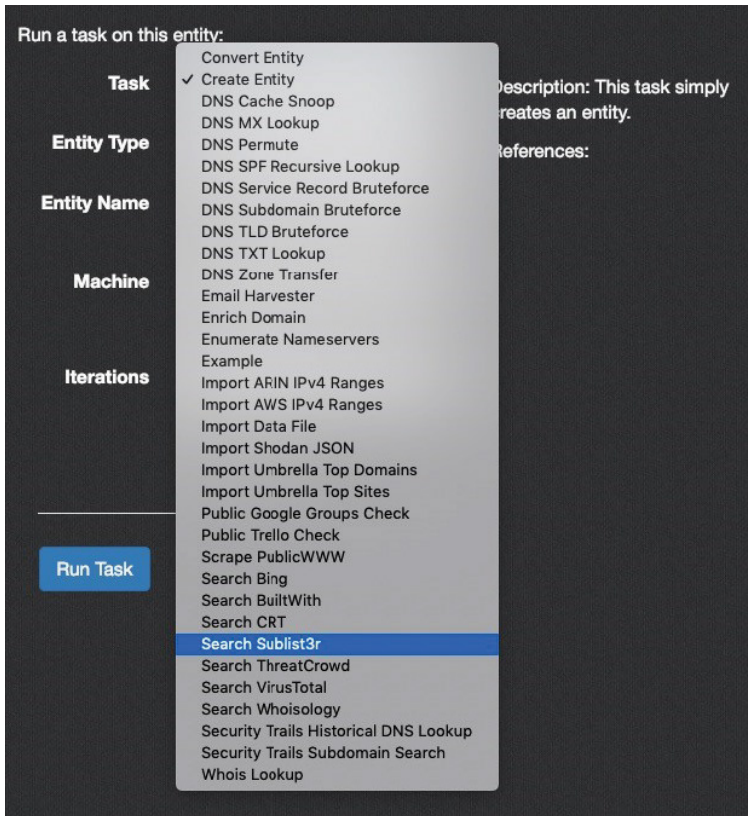 Run a task on this entity:
Convert Entity
Task
✓ Create Entity
Description: This task simply
creates an entity.
DNS Cache Snoop
DNS MX Lookup
Entity Type
DNS Permute
References:
DNS SPF Recursive Lookup
DNS Service Record Bruteforce
Entity Name
DNS Subdomain Bruteforce
DNS TLD Bruteforce
DNS TXT Lookup
Machine
DNS Zone Transfer
Email Harvester
Enrich Domain
Enumerate Nameservers
Example
Iterations
Import ARIN IPv4 Ranges
Import AWS IPv4 Ranges
Import Data File
Import Shodan JSON
Import Umbrella Top Domains
Import Umbrella Top Sites
Public Google Groups Check
Public Trello Check
Scrape PublicWWW
Run Task
Search Bing
Search BuiltWith
Search CRT
Search Sublist3r
Search ThreatCrowd
Search VirusTotal
Search Whoisology
Security Trails Historical DNS Lookup
Security Trails Subdomain Search
Whois Lookup